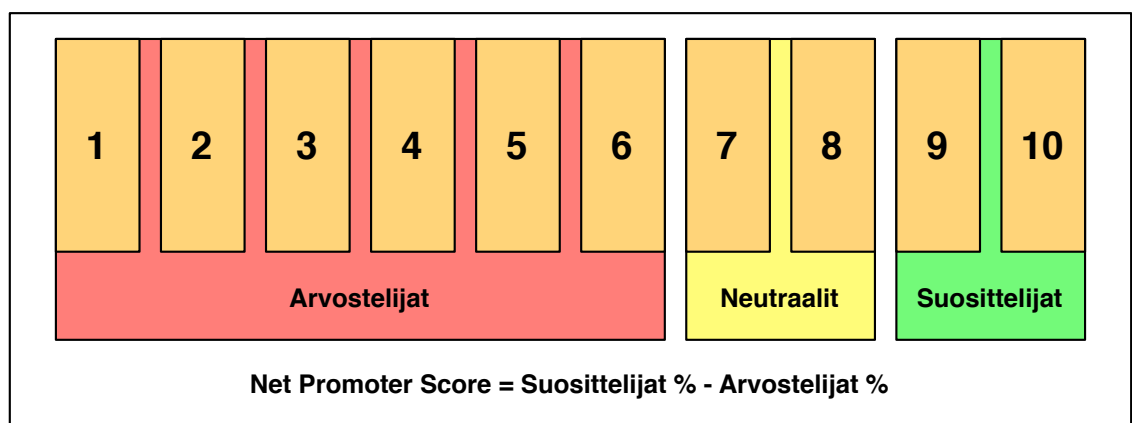 1 2 3 4 5 6 7 8 9 10
Arvostelijat Neutraalit Suosittelijat
Net Promoter Score = Suosittelijat % - Arvostelijat %